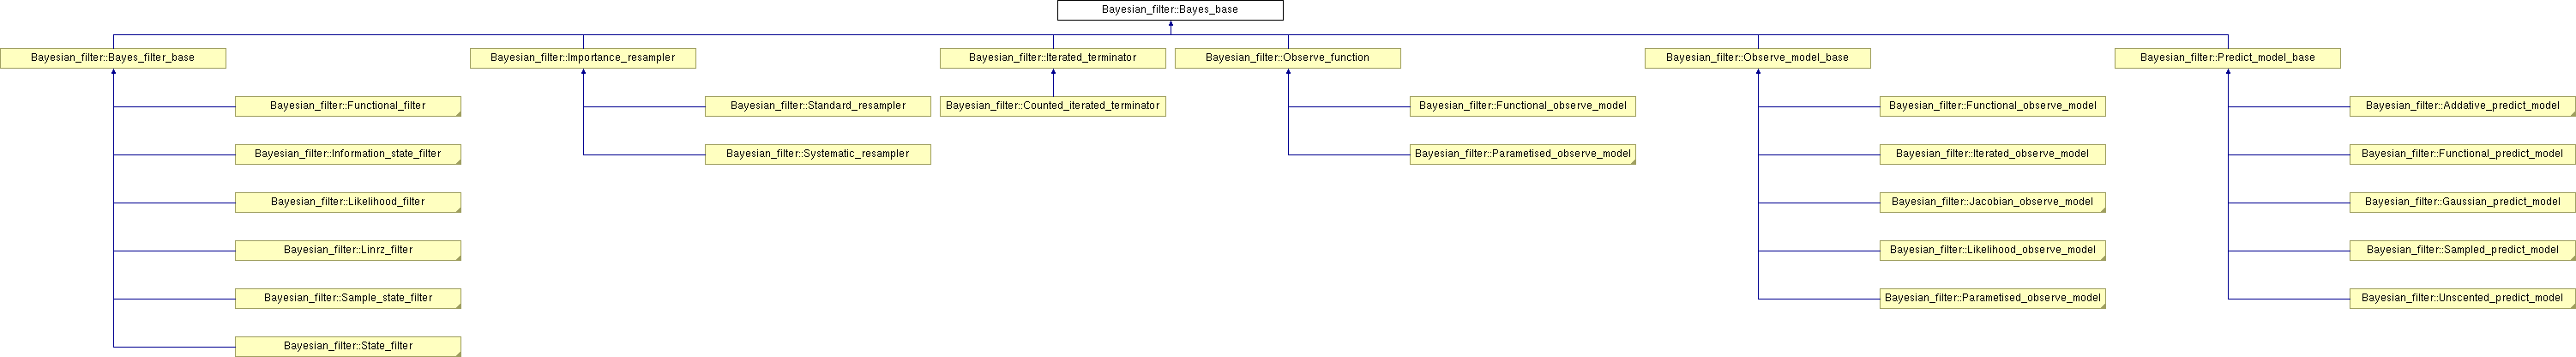 Bayesian_filter::Bayes_base
Bayesian_filter::Bayes_filter_base
Bayesian_filter::Importance_resampler
Bayesian_filter::Iterated_terminator
Bayesian_filter::Observe_function
Bayesian_filter::Observe_model_base
Bayesian_filter::Predict_model_base
Bayesian_filter::Functional_filter
Bayesian_filter::Standard_resampler
Bayesian_filter::Counted_iterated_terminator
Bayesian_filter::Functional_observe_model
Bayesian_filter::Functional_observe_model
Bayesian_filter::Addative_predict_model
Bayesian_filter::Information_state_filter
Bayesian_filter::Systematic_resampler
Bayesian_filter::Parametised_observe_model
Bayesian_filter::Iterated_observe_model
Bayesian_filter::Functional_predict_model
Bayesian_filter::Likelihood_filter
Bayesian_filter::Jacobian_observe_model
Bayesian_filter::Gaussian_predict_model
Bayesian_filter::Linrz_filter
Bayesian_filter::Likelihood_observe_model
Bayesian_filter::Sampled_predict_model
Bayesian_filter::Sample_state_filter
Bayesian_filter::Parametised_observe_model
Bayesian_filter::Unscented_predict_model
Bayesian_filter::State_filter